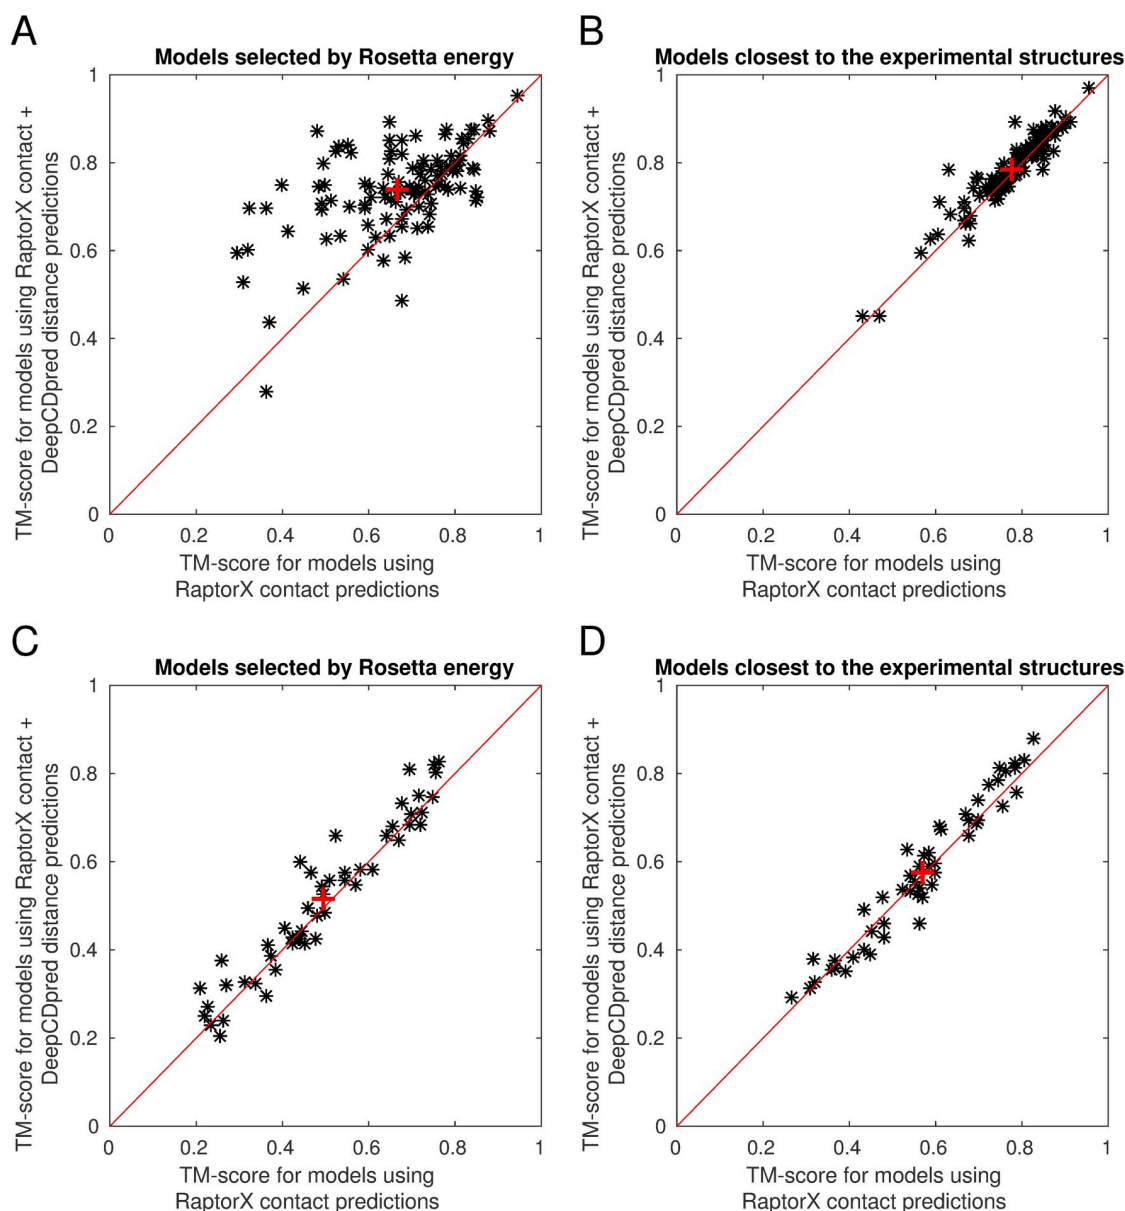 A
Models selected by Rosetta energy
TM-score for models using RaptorX contact +
DeepCDpred distance predictions
1
0.8
0.6
0.4
0.2
0
0 0.2 0.4 0.6 0.8 1
TM-score for models using
RaptorX contact predictions
B
Models closest to the experimental structures
TM-score for models using RaptorX contact +
DeepCDpred distance predictions
1
0.8
0.6
0.4
0.2
0
0 0.2 0.4 0.6 0.8 1
TM-score for models using
RaptorX contact predictions
C
Models selected by Rosetta energy
TM-score for models using RaptorX contact +
DeepCDpred distance predictions
1
0.8
0.6
0.4
0.2
0
0 0.2 0.4 0.6 0.8 1
TM-score for models using
RaptorX contact predictions
D
Models closest to the experimental structures
TM-score for models using RaptorX contact +
DeepCDpred distance predictions
1
0.8
0.6
0.4
0.2
0
0 0.2 0.4 0.6 0.8 1
TM-score for models using
RaptorX contact predictions